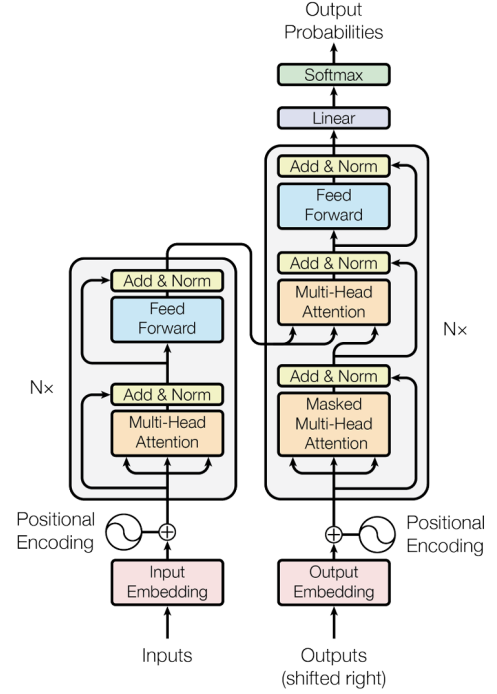 Output
Probabilities
Softmax
Linear
Add & Norm
Feed
Forward
Add & Norm
Multi-Head
Attention
Nx
Add & Norm
Masked
Multi-Head
Attention
Positional
Encoding
Output
Embedding
Outputs
(shifted right)
Add & Norm
Feed
Forward
Nx
Add & Norm
Multi-Head
Attention
Positional
Encoding
Input
Embedding
Inputs